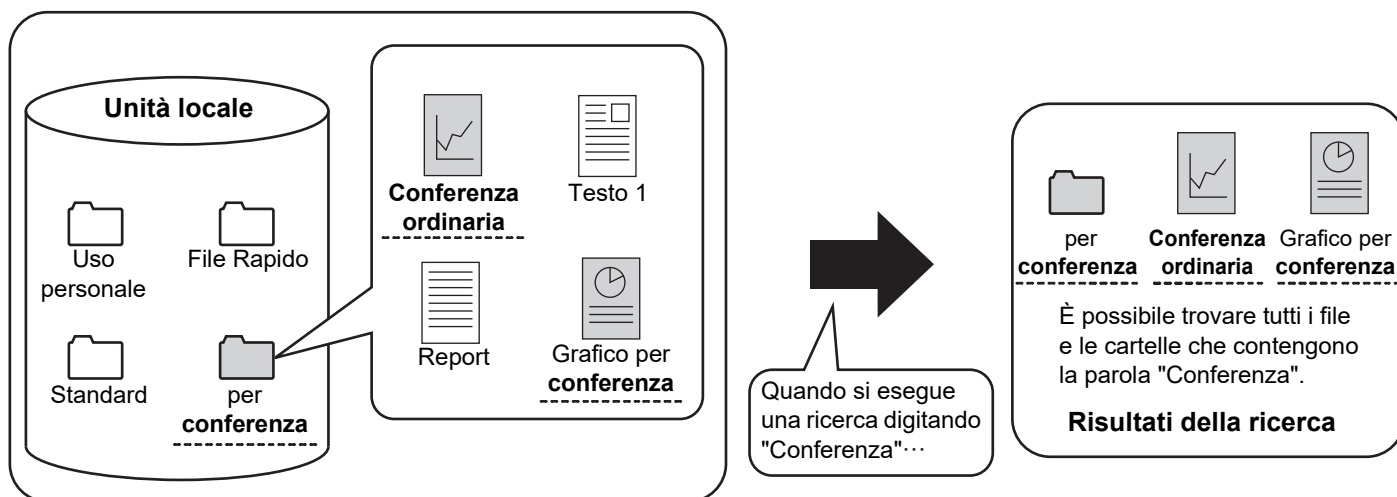 Unità locale
Uso
personale
File Rapido
Standard
per
conferenza
Conferenza
ordinaria
Testo 1
Report
Grafico per
conferenza
Quando si esegue
una ricerca digitando
"Conferenza"···
per
conferenza
Conferenza
ordinaria
Grafico per
conferenza
È possibile trovare tutti i file
e le cartelle che contengono
la parola "Conferenza".
Risultati della ricerca